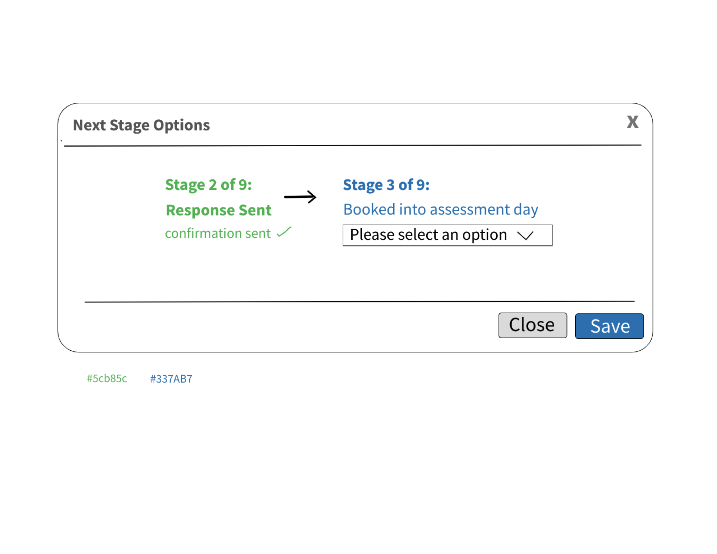 Next Stage Options
X
Stage 2 of 9:
Response Sent
confirmation sent ✓
Stage 3 of 9:
Booked into assessment day
Please select an option
Close
Save
#5cb85c
#337AB7